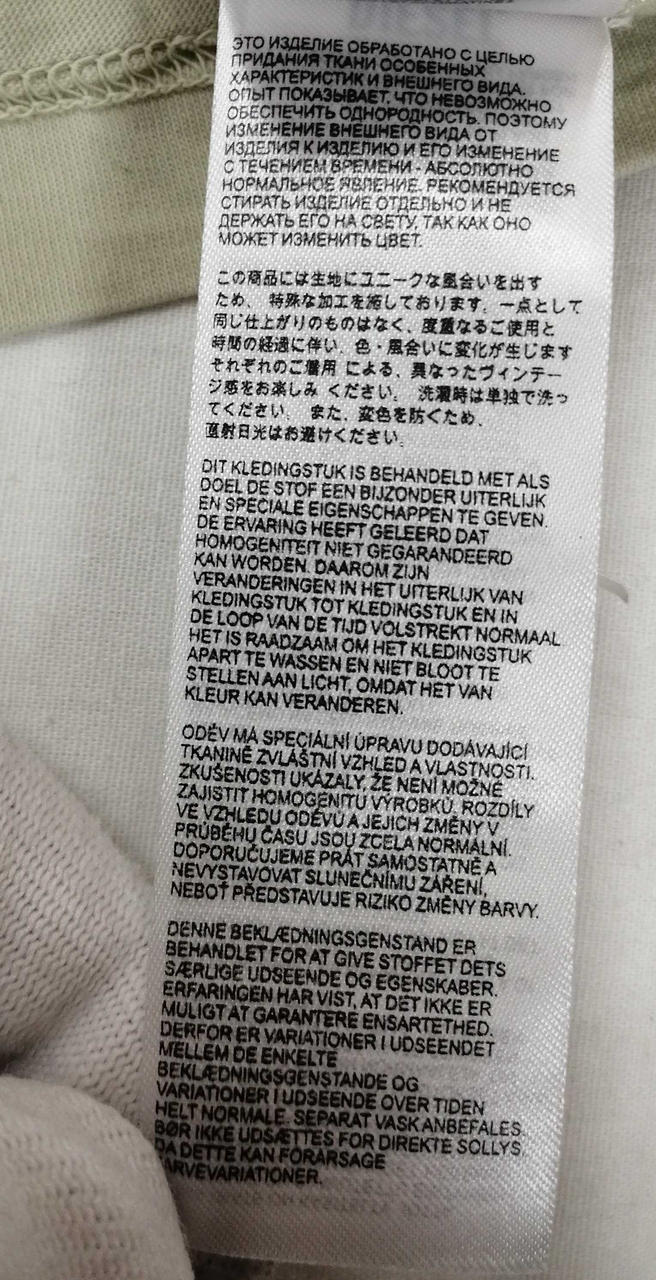 ЭТО ИЗДЕЛИЕ ОБРАБОТАНО С ЦЕЛЬЮ
ПРИДАНИЯ ТКАНИ ОСОБЕННЫХ
ХАРАКТЕРИСТИК И ВНЕШНЕГО ВИДА.
ОПЫТ ПОКАЗЫВАЕТ, ЧТО НЕВОЗМОЖНО
ОБЕСПЕЧИТЬ ОДНОРОДНОСТЬ. ПОЭТОМУ
ИЗМЕНЕНИЕ ВНЕШНЕГО ВИДА ОТ
ИЗДЕЛИЯ К ИЗДЕЛИЮ И ЕГО ИЗМЕНЕНИЕ
С ТЕЧЕНИЕМ ВРЕМЕНИ - АБСОЛЮТНО
НОРМАЛЬНОЕ ЯВЛЕНИЕ. РЕКОМЕНДУЕТСЯ
СТИРАТЬ ИЗДЕЛИЕ ОТДЕЛЬНО И НЕ
ДЕРЖАТЬ ЕГО НА СВЕТУ, ТАК КАК ОНО
МОЖЕТ ИЗМЕНИТЬ ЦВЕТ.
この商品には生地にユニークな風合いを出す
ため、特殊な加工を施しております。一点として
同じ仕上がりのものはなく、度重なるご使用と
時間の経過に伴い、色・風合いに変化が生じます
それぞれのご着用 による、異なったヴィンテー
ジ感をお楽しみ ください。 洗濯時は単独で洗っ
てください。 また、変色を防ぐため、
直射日光はお避けください。
DIT KLEDINGSTUK IS BEHANDELD MET ALS
DOEL DE STOF EEN BIJZONDER UITERLIJK
EN SPECIALE EIGENSCHAPPEN TE GEVEN.
DE ERVARING HEEFT GELEERD DAT
HOMOGENITEIT NIET GEGARANDEERD
KAN WORDEN. DAAROM ZIJN
VERANDERINGEN IN HET UITERLIJK VAN
KLEDINGSTUK TOT KLEDINGSTUK EN IN
DE LOOP VAN DE TIJD VOLSTREKT NORMAAL
HET IS RAADZAAM OM HET KLEDINGSTUK
APART TE WASSEN EN NIET BLOOT TE
STELLEN AAN LICHT, OMDAT HET VAN
KLEUR KAN VERANDEREN.
ODĚV MÁ SPECIÁLNÍ ÚPRAVU DODÁVAJÍCÍ
TKANINĚ ZVLÁŠTNÍ VZHLED A VLASTNOSTI.
ZKUŠENOSTI UKÁZALY, ŽE NENÍ MOŽNÉ
ZAJISTIT HOMOGENITU VÝROBKŮ. ROZDÍLY
VE VZHLEDU ODĚVŮ A JEJICH ZMĚNY V
PRŮBĚHU ČASU JSOU ZCELA NORMÁLNÍ.
DOPORUČUJEME PRÁT SAMOSTATNĚ A
NEVYSTAVOVAT SLUNEČNÍMU ZÁŘENÍ,
NEBOŤ PŘEDSTAVUJE RIZIKO ZMĚNY BARVY.
DENNE BEKLÆDNINGSGENSTAND ER
BEHANDLET FOR AT GIVE STOFFET DETS
SÆRLIGE UDSEENDE OG EGENSKABER.
ERFARINGEN HAR VIST, AT DET IKKE ER
MULIGT AT GARANTERE ENSARTETHED.
DERFOR ER VARIATIONER I UDSEENDET
MELLEM DE ENKELTE
BEKLÆDNINGSGENSTANDE OG
VARIATIONER I UDSEENDE OVER TIDEN
HELT NORMALE. SEPARAT VASK ANBEFALES.
BØR IKKE UDSÆTTES FOR DIREKTE SOLLYS,
DA DETTE KAN FORÅRSAGE
FARVEVARIATIONER.